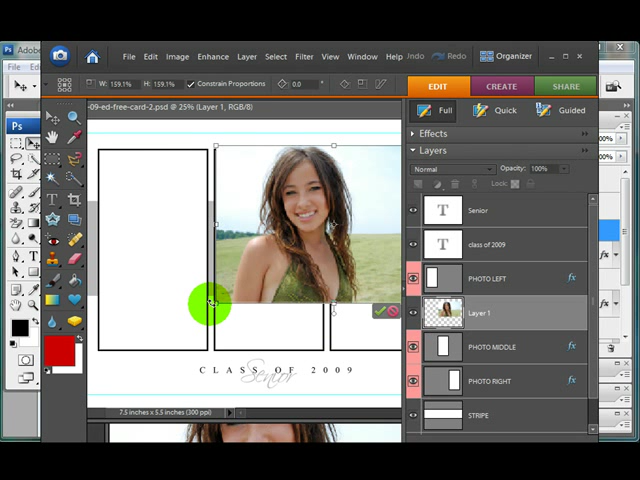 Adobe
File
File Edit Image Enhance Layer Select Filter View Window Help Undo Redo Organizer
W: 159.1% H: 159.1% Constrain Proportions 0.0
EDIT CREATE SHARE
-09-ed-free-card-2.psd @ 25% (Layer 1, RGB/8)
Full Quick Guided
Effects
Layers
Normal Opacity: 100%
Lock:
Ps
T Senior
T class of 2009
PHOTO LEFT fx
Layer 1
PHOTO MIDDLE fx
PHOTO RIGHT fx
STRIPE
CLASS OF 2009
Senior
7.5 inches x 5.5 inches (300 ppi)